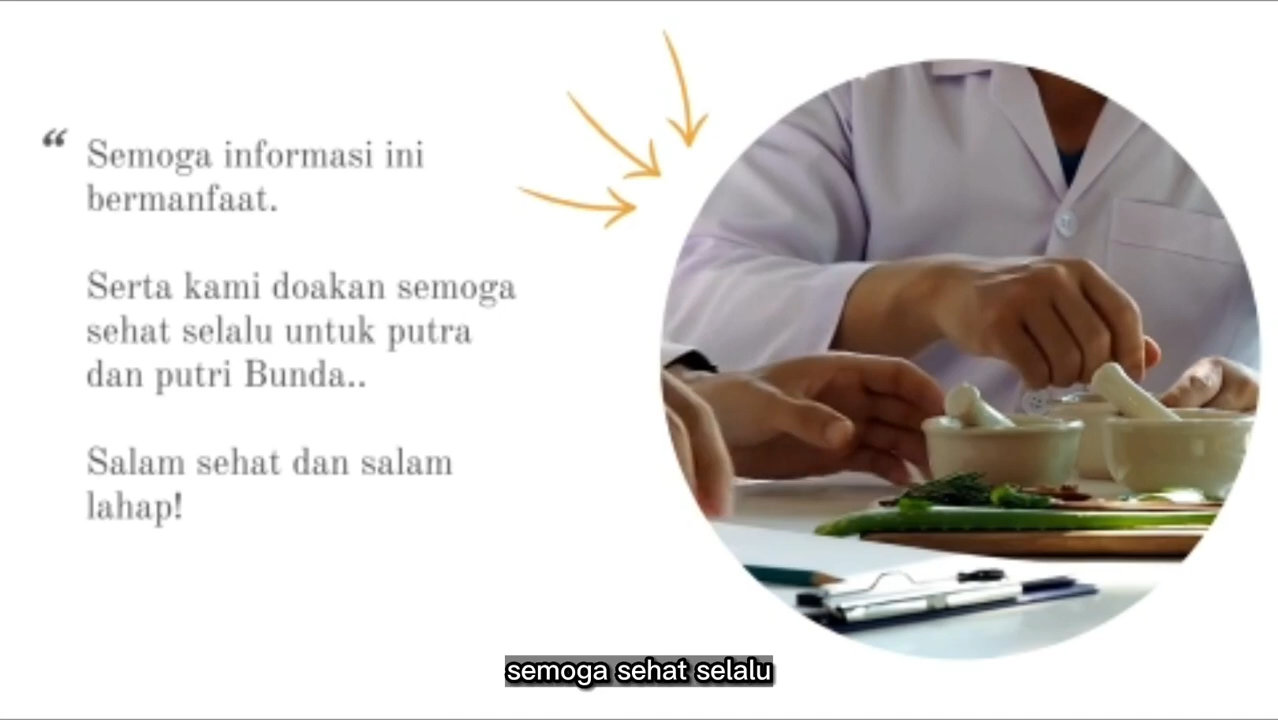 “ Semoga informasi ini
bermanfaat.
Serta kami doakan semoga
sehat selalu untuk putra
dan putri Bunda..
Salam sehat dan salam
lahap!
semoga sehat selalu